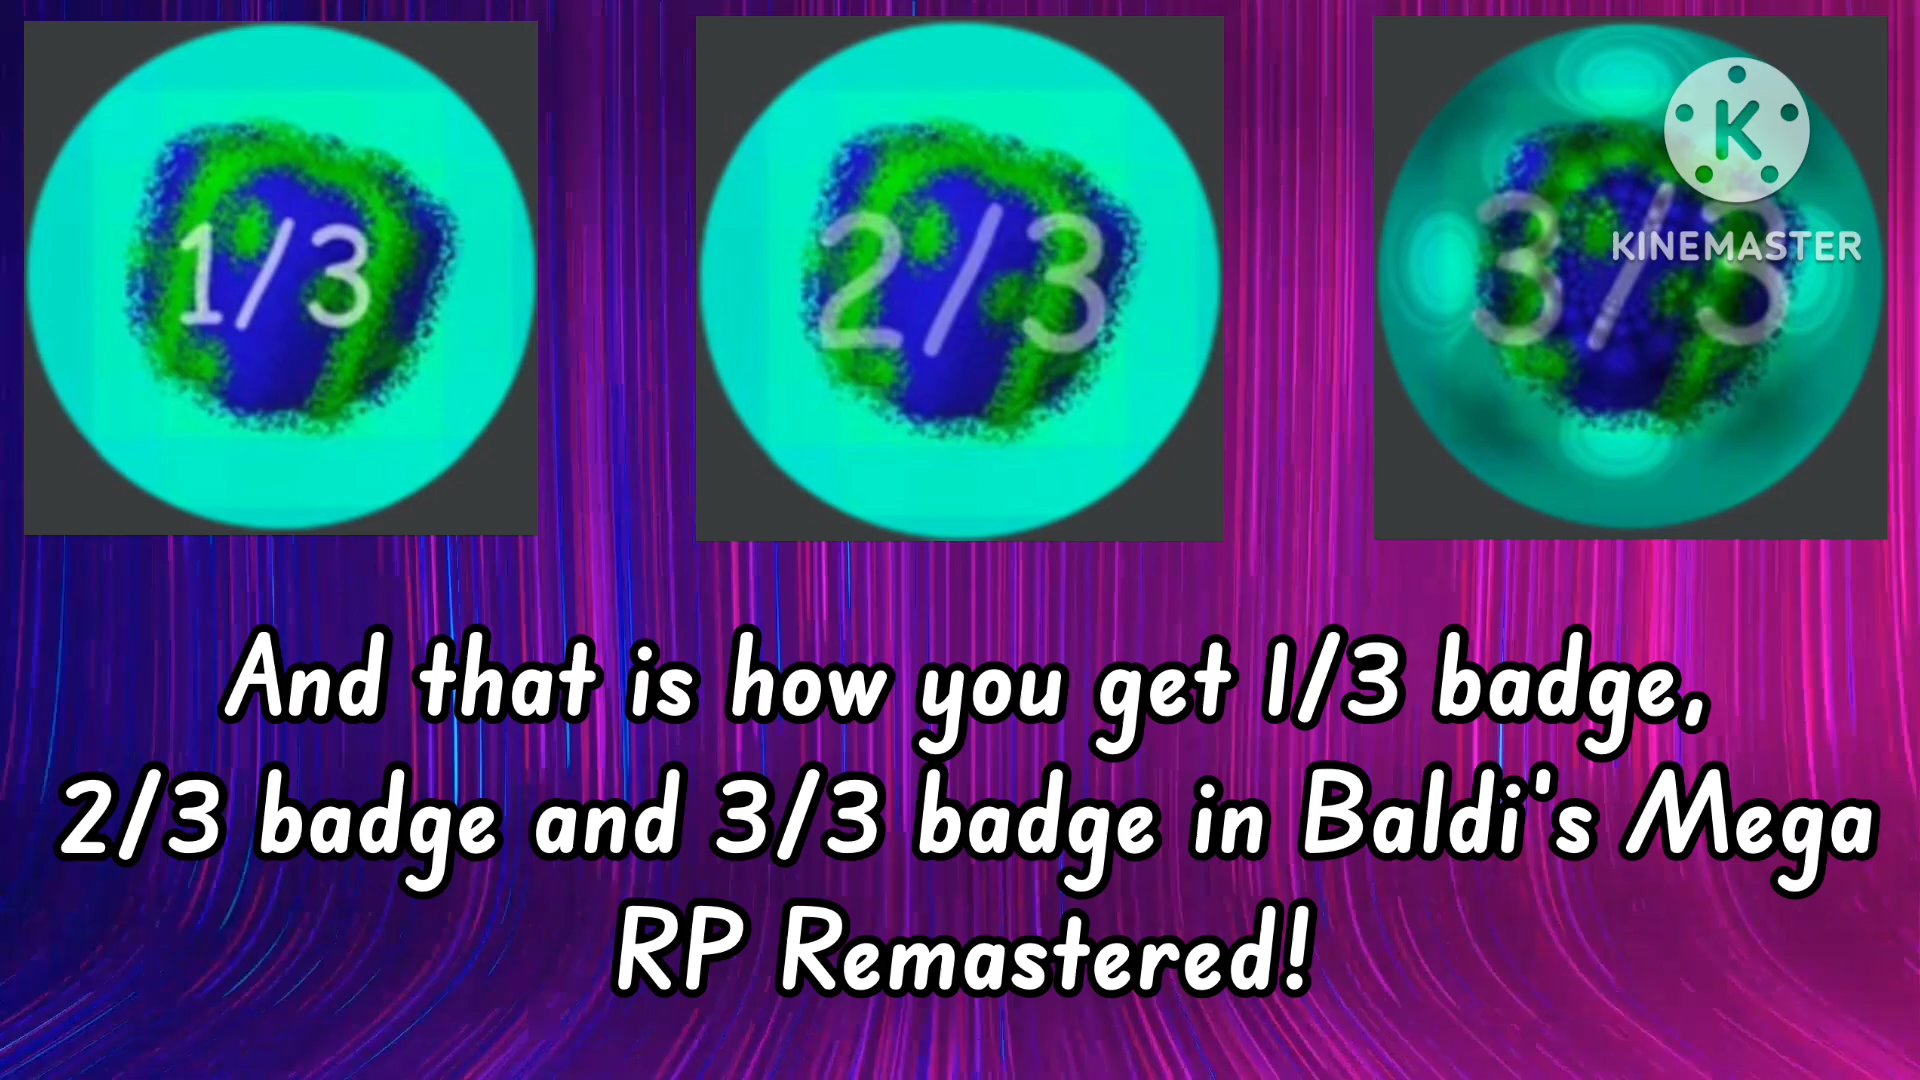 1/3
2/3
3/3
K
KINEMASTER
And that is how you get 1/3 badge,
2/3 badge and 3/3 badge in Baldi's Mega
RP Remastered!